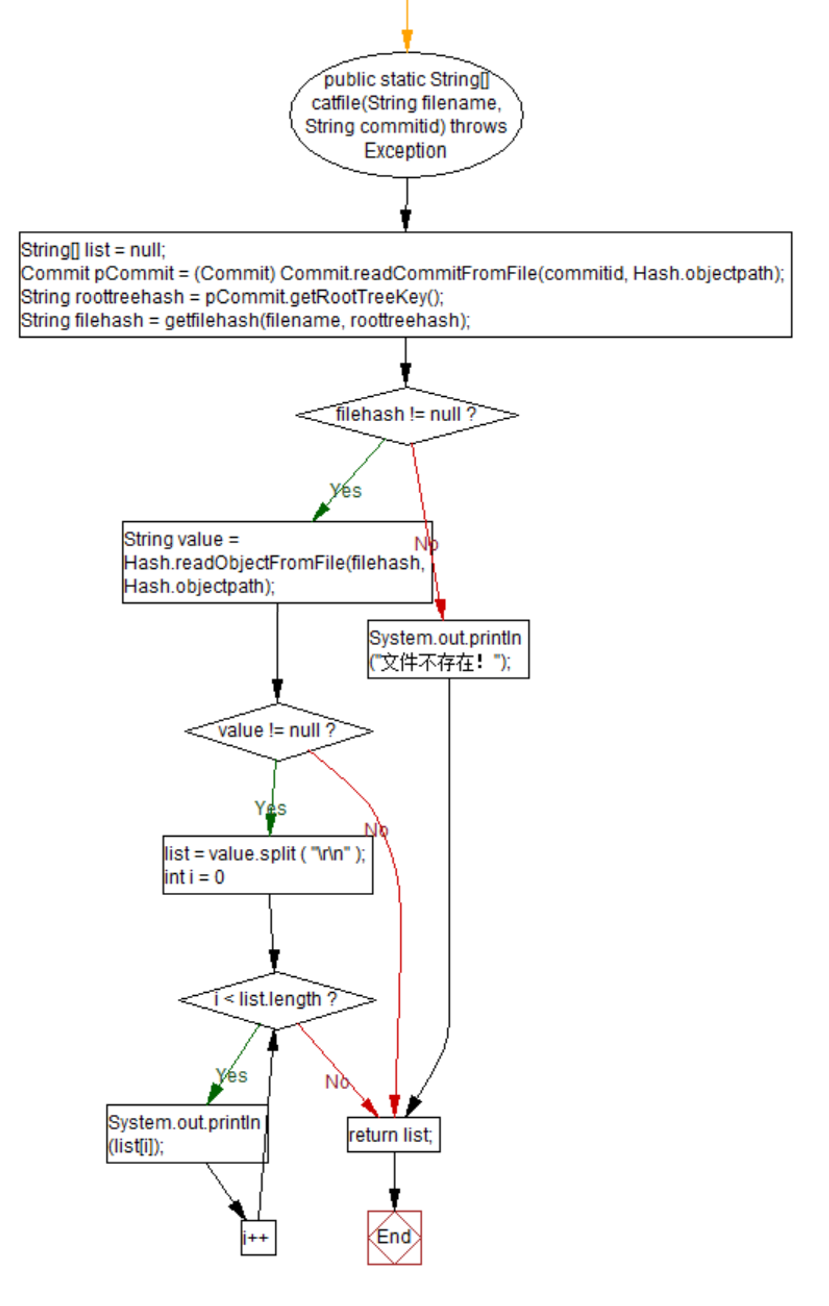 public static String[]
catfile(String filename,
String commitid) throws
Exception
String[] list = null;
Commit pCommit = (Commit) Commit.readCommitFromFile(commitid, Hash.objectpath);
String roottreehash = pCommit.getRootTreeKey();
String filehash = getfilehash(filename, roottreehash);
filehash != null ?
Yes
No
String value =
Hash.readObjectFromFile(filehash,
Hash.objectpath);
System.out.println
("文件不存在！");
value != null ?
Yes
No
list = value.split ( "\r\n" );
int i = 0
i < list.length ?
Yes
No
System.out.println
(list[i]);
return list;
i++
End